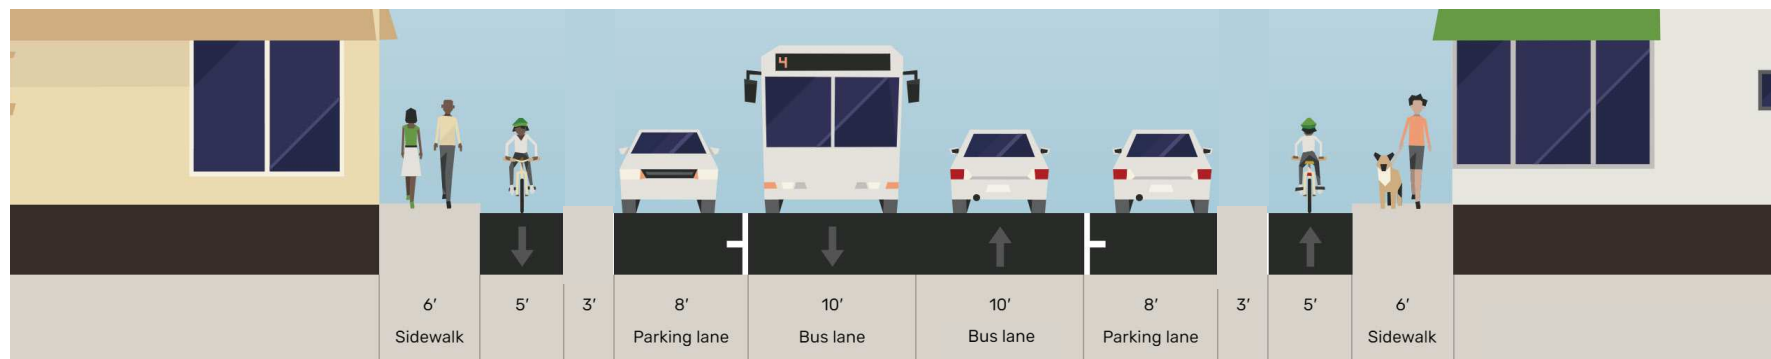 4
6′ 5′ 3′ 8′ 10′ 10′ 8′ 3′ 5′ 6′
Sidewalk Parking lane Bus lane Bus lane Parking lane Sidewalk